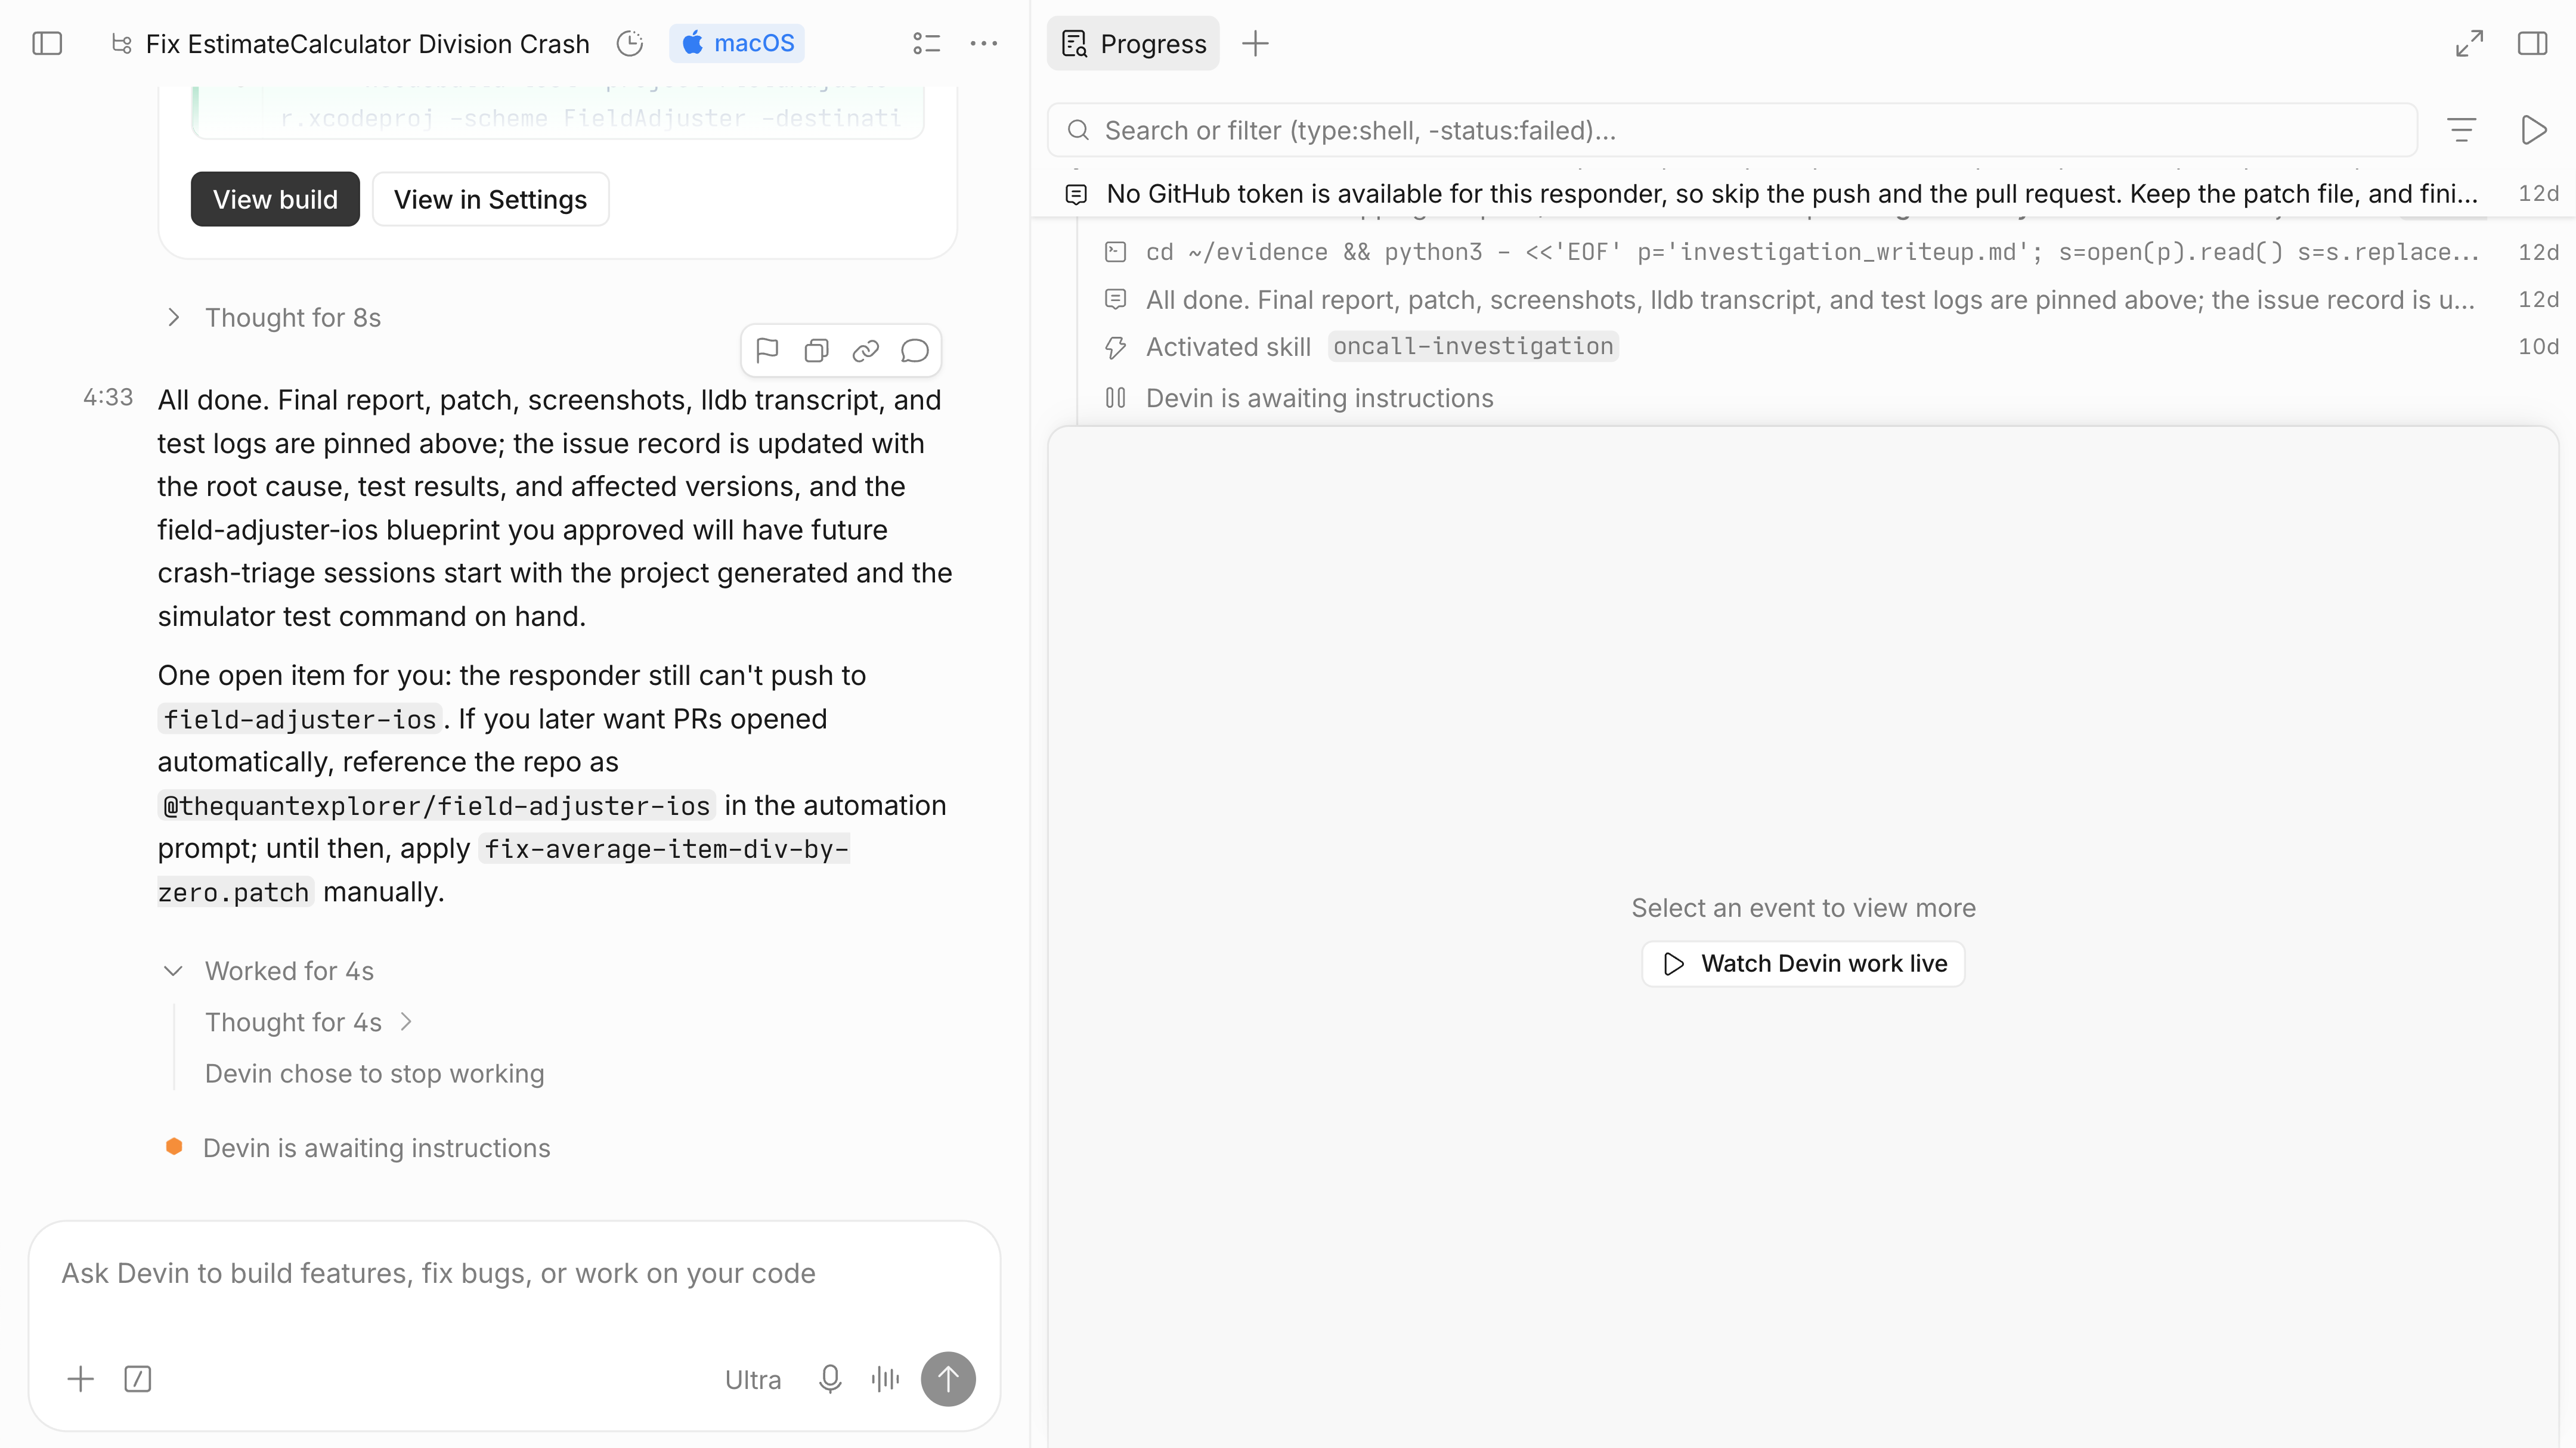 Fix EstimateCalculator Division Crash
macOS
r.xcodeproj -scheme FieldAdjuster -destinati
View build
View in Settings
Thought for 8s
4:33
All done. Final report, patch, screenshots, lldb transcript, and
test logs are pinned above; the issue record is updated with
the root cause, test results, and affected versions, and the
field-adjuster-ios blueprint you approved will have future
crash-triage sessions start with the project generated and the
simulator test command on hand.
One open item for you: the responder still can't push to
field-adjuster-ios. If you later want PRs opened
automatically, reference the repo as
@thequantexplorer/field-adjuster-ios in the automation
prompt; until then, apply fix-average-item-div-by-
zero.patch manually.
Worked for 4s
Thought for 4s
Devin chose to stop working
Devin is awaiting instructions
Ask Devin to build features, fix bugs, or work on your code
Ultra
Progress
Search or filter (type:shell, -status:failed)...
No GitHub token is available for this responder, so skip the push and the pull request. Keep the patch file, and fini... 12d
cd ~/evidence && python3 - <<'EOF' p='investigation_writeup.md'; s=open(p).read() s=s.replace... 12d
All done. Final report, patch, screenshots, lldb transcript, and test logs are pinned above; the issue record is u... 12d
Activated skill oncall-investigation 10d
Devin is awaiting instructions
Select an event to view more
Watch Devin work live